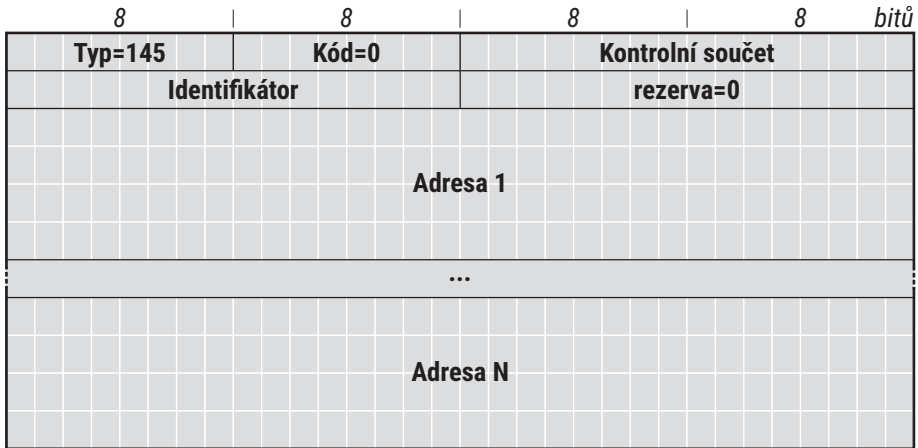 8 8 8 8 bitů
Typ=145 Kód=0 Kontrolní součet
Identifikátor rezerva=0
Adresa 1
...
Adresa N